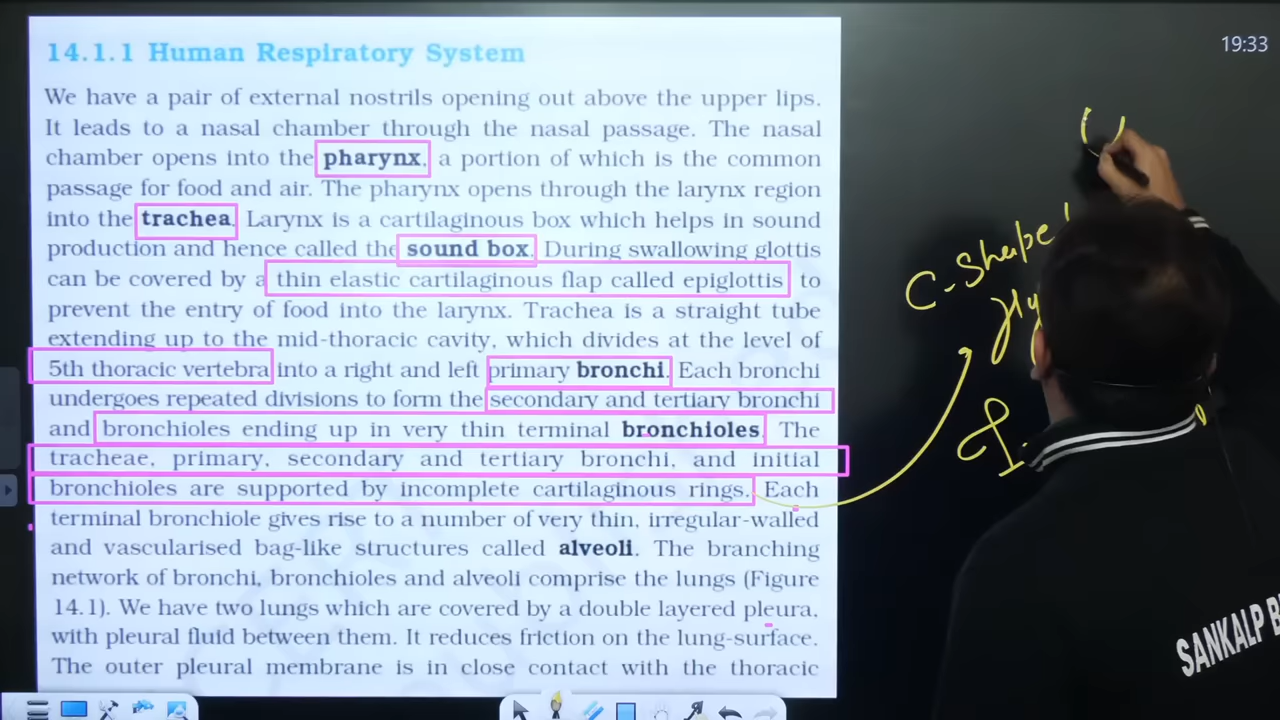 14.1.1 Human Respiratory System
We have a pair of external nostrils opening out above the upper lips.
It leads to a nasal chamber through the nasal passage. The nasal
chamber opens into the pharynx, a portion of which is the common
passage for food and air. The pharynx opens through the larynx region
into the trachea. Larynx is a cartilaginous box which helps in sound
production and hence called the sound box. During swallowing glottis
can be covered by a thin elastic cartilaginous flap called epiglottis to
prevent the entry of food into the larynx. Trachea is a straight tube
extending up to the mid-thoracic cavity, which divides at the level of
5th thoracic vertebra into a right and left primary bronchi. Each bronchi
undergoes repeated divisions to form the secondary and tertiary bronchi
and bronchioles ending up in very thin terminal bronchioles. The
tracheae, primary, secondary and tertiary bronchi, and initial
bronchioles are supported by incomplete cartilaginous rings. Each
terminal bronchiole gives rise to a number of very thin, irregular-walled
and vascularised bag-like structures called alveoli. The branching
network of bronchi, bronchioles and alveoli comprise the lungs (Figure
14.1). We have two lungs which are covered by a double layered pleura,
with pleural fluid between them. It reduces friction on the lung-surface.
The outer pleural membrane is in close contact with the thoracic
19:33
C-Shape
SANKALP B